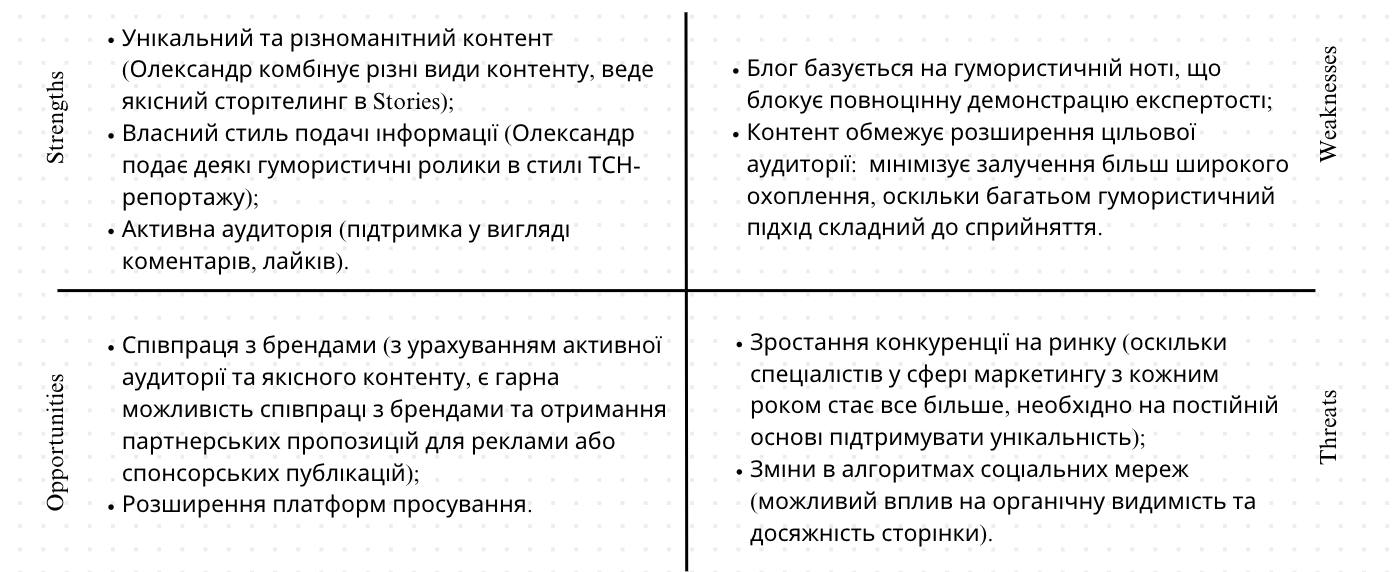 Strengths
• Унікальний та різноманітний контент
(Олександр комбінує різні види контенту, веде
якісний сторітелинг в Stories);
• Власний стиль подачі інформації (Олександр
подає деякі гумористичні ролики в стилі ТСН-
репортажу);
• Активна аудиторія (підтримка у вигляді
коментарів, лайків).
Weaknesses
• Блог базується на гумористичній ноті, що
блокує повноцінну демонстрацію експертості;
• Контент обмежує розширення цільової
аудиторії: мінімізує залучення більш широкого
охоплення, оскільки багатьом гумористичний
підхід складний до сприйняття.
Opportunities
• Співпраця з брендами (з урахуванням активної
аудиторії та якісного контенту, є гарна
можливість співпраці з брендами та отримання
партнерських пропозицій для реклами або
спонсорських публікацій);
• Розширення платформ просування.
Threats
• Зростання конкуренції на ринку (оскільки
спеціалістів у сфері маркетингу з кожним
роком стає все більше, необхідно на постійній
основі підтримувати унікальність);
• Зміни в алгоритмах соціальних мереж
(можливий вплив на органічну видимість та
досяжність сторінки).